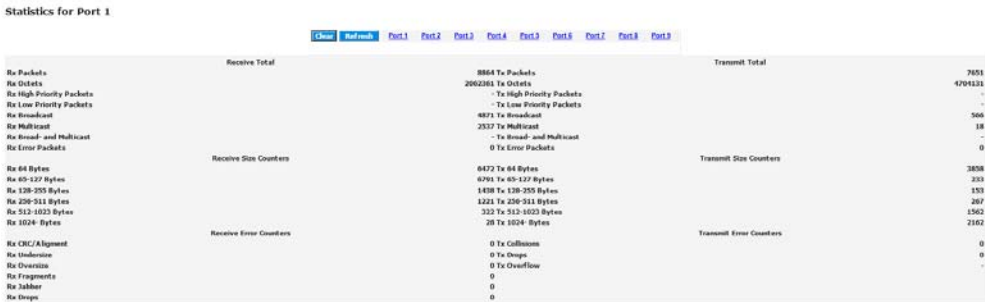 Statistics for Port 1
Clear Refresh Port 1 Port 2 Port 3 Port 4 Port 5 Port 6 Port 7 Port 8 Port 9
Receive Total Transmit Total
Rx Packets 8864 Tx Packets 7651
Rx Octets 2062361 Tx Octets 4704131
Rx High Priority Packets - Tx High Priority Packets -
Rx Low Priority Packets - Tx Low Priority Packets -
Rx Broadcast 4871 Tx Broadcast 566
Rx Multicast 2537 Tx Multicast 18
Rx Broad- and Multicast - Tx Broad- and Multicast -
Rx Error Packets 0 Tx Error Packets 0
Receive Size Counters Transmit Size Counters
Rx 64 Bytes 6472 Tx 64 Bytes 3858
Rx 65-127 Bytes 6791 Tx 65-127 Bytes 233
Rx 128-255 Bytes 1438 Tx 128-255 Bytes 153
Rx 256-511 Bytes 1221 Tx 256-511 Bytes 267
Rx 512-1023 Bytes 322 Tx 512-1023 Bytes 1562
Rx 1024- Bytes 28 Tx 1024- Bytes 2162
Receive Error Counters Transmit Error Counters
Rx CRC/Alignment 0 Tx Collisions 0
Rx Undersize 0 Tx Drops 0
Rx Oversize 0 Tx Overflow -
Rx Fragments 0
Rx Jabber 0
Rx Drops 0